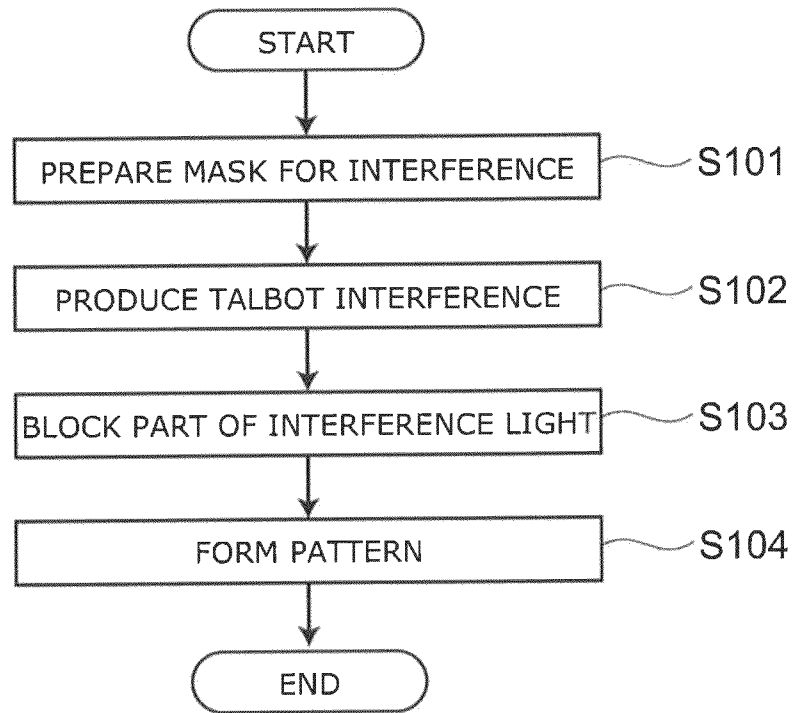 START
PREPARE MASK FOR INTERFERENCE S101
PRODUCE TALBOT INTERFERENCE S102
BLOCK PART OF INTERFERENCE LIGHT S103
FORM PATTERN S104
END